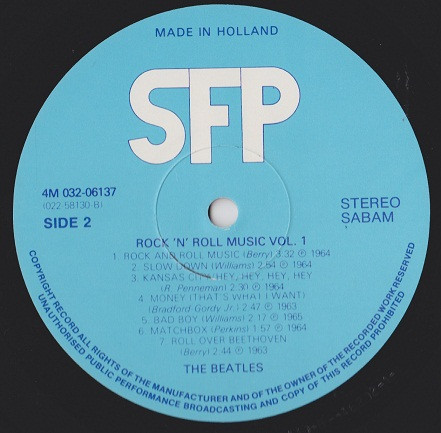 MADE IN HOLLAND
SFP
4M 032-06137
(022-58130-B)
SIDE 2
STEREO
SABAM
ROCK 'N' ROLL MUSIC VOL. 1
1 ROCK AND ROLL MUSIC (Berry) 3.32 ℗ 1964
2 SLOW DOWN (Williams) 2.54 ℗ 1964
3 KANSAS CITY HEY, HEY, HEY, HEY
(R. Penneman) 2.30 ℗ 1964
4 MONEY (THAT'S WHAT I WANT)
(Bradford-Gordy Jr.) 2.47 ℗ 1963
5 BAD BOY (Williams) 2.17 ℗ 1965
6 MATCHBOX (Perkins) 1.57 ℗ 1964
7 ROLL OVER BEETHOVEN
(Berry) 2.44 ℗ 1963
THE BEATLES
COPYRIGHT RECORD ALL RIGHTS OF THE MANUFACTURER AND OF THE OWNER OF THE RECORDED WORK RESERVED
UNAUTHORISED PUBLIC PERFORMANCE BROADCASTING AND COPY OF THIS RECORD PROHIBITED